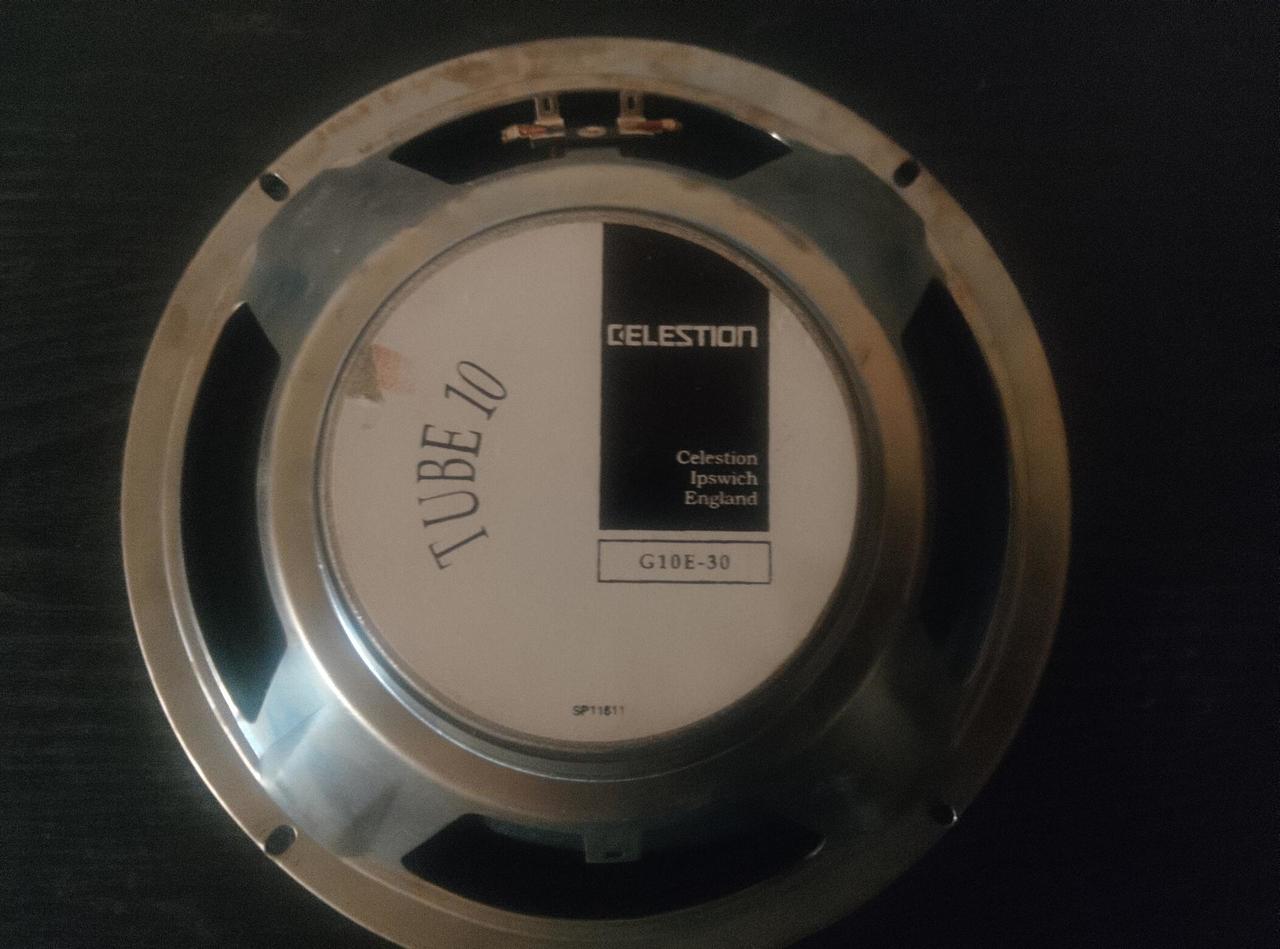 CELESTION
TUBE 10
Celestion
Ipswich
England
G10E-30
SP11611